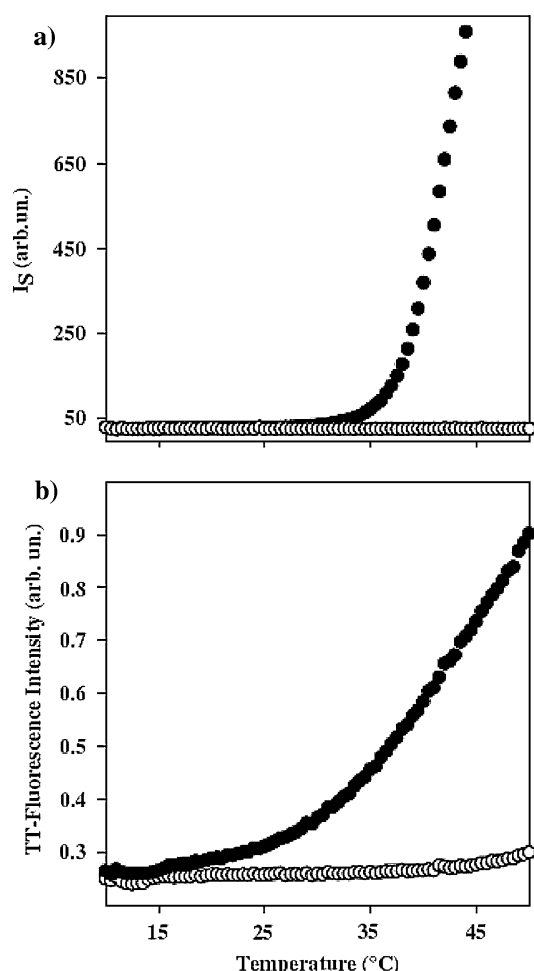 a)
850
650
450
250
50
I_S (arb.un.)
b)
0.9
0.8
0.7
0.6
0.5
0.4
0.3
TT-Fluorescence Intensity (arb. un.)
15 25 35 45
Temperature (°C)